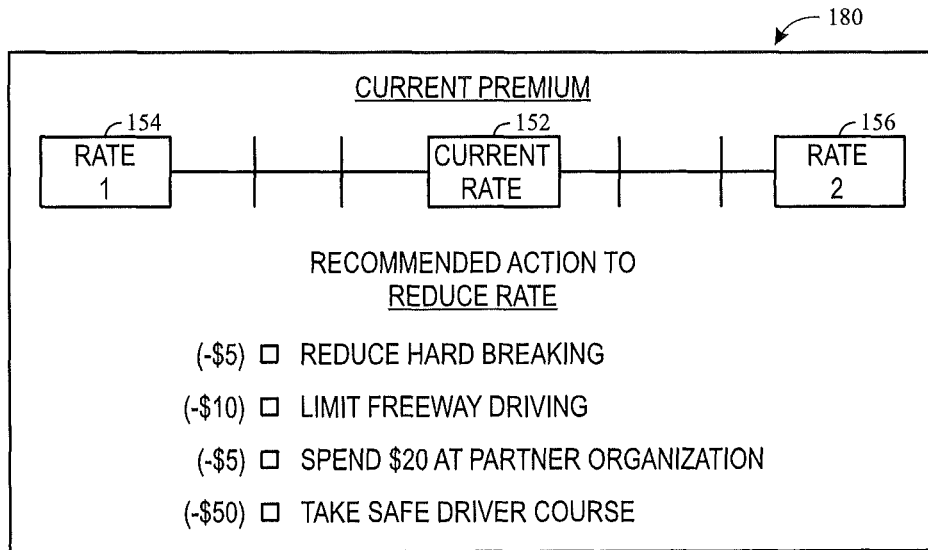 180
CURRENT PREMIUM
154 152 156
RATE 1 CURRENT RATE RATE 2
RECOMMENDED ACTION TO
REDUCE RATE
(-$5) □ REDUCE HARD BREAKING
(-$10) □ LIMIT FREEWAY DRIVING
(-$5) □ SPEND $20 AT PARTNER ORGANIZATION
(-$50) □ TAKE SAFE DRIVER COURSE